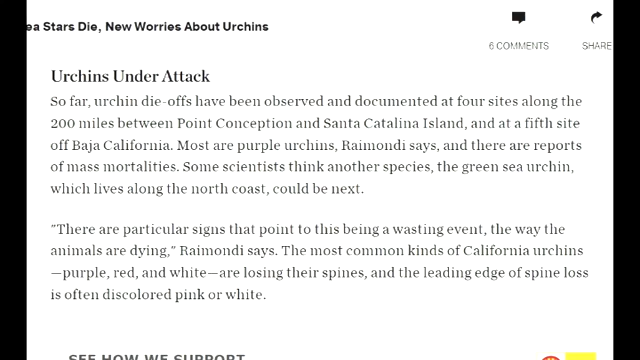 ea Stars Die, New Worries About Urchins
6 COMMENTS
SHARE
Urchins Under Attack
So far, urchin die-offs have been observed and documented at four sites along the
200 miles between Point Conception and Santa Catalina Island, and at a fifth site
off Baja California. Most are purple urchins, Raimondi says, and there are reports
of mass mortalities. Some scientists think another species, the green sea urchin,
which lives along the north coast, could be next.
"There are particular signs that point to this being a wasting event, the way the
animals are dying," Raimondi says. The most common kinds of California urchins
—purple, red, and white—are losing their spines, and the leading edge of spine loss
is often discolored pink or white.
SEE HOW WE SUPPORT